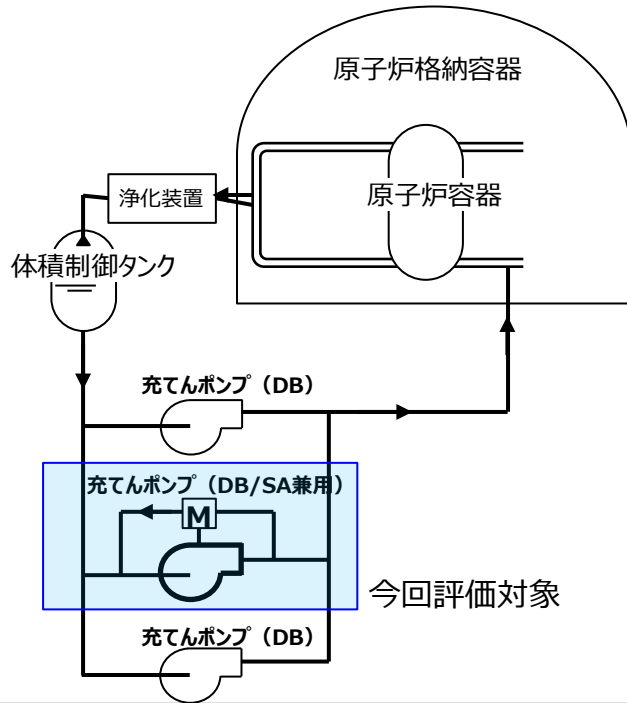 原子炉格納容器
原子炉容器
浄化装置
体積制御タンク
充てんポンプ（DB）
充てんポンプ（DB/SA兼用）
M
今回評価対象
充てんポンプ（DB）